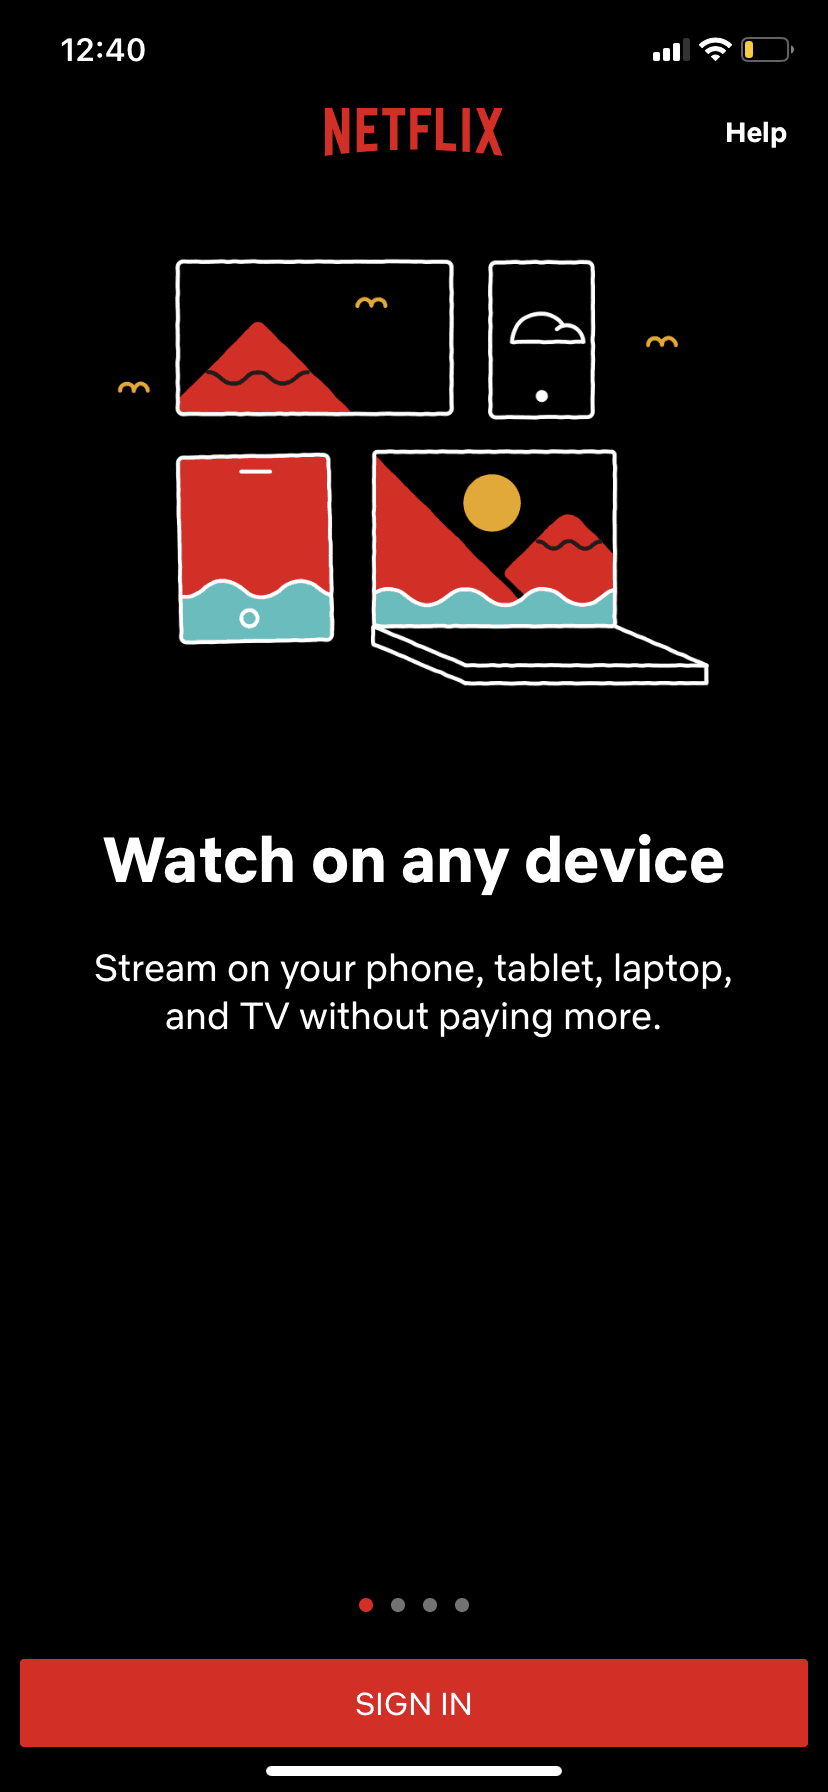 12:40
NETFLIX
Help
Watch on any device
Stream on your phone, tablet, laptop,
and TV without paying more.
SIGN IN